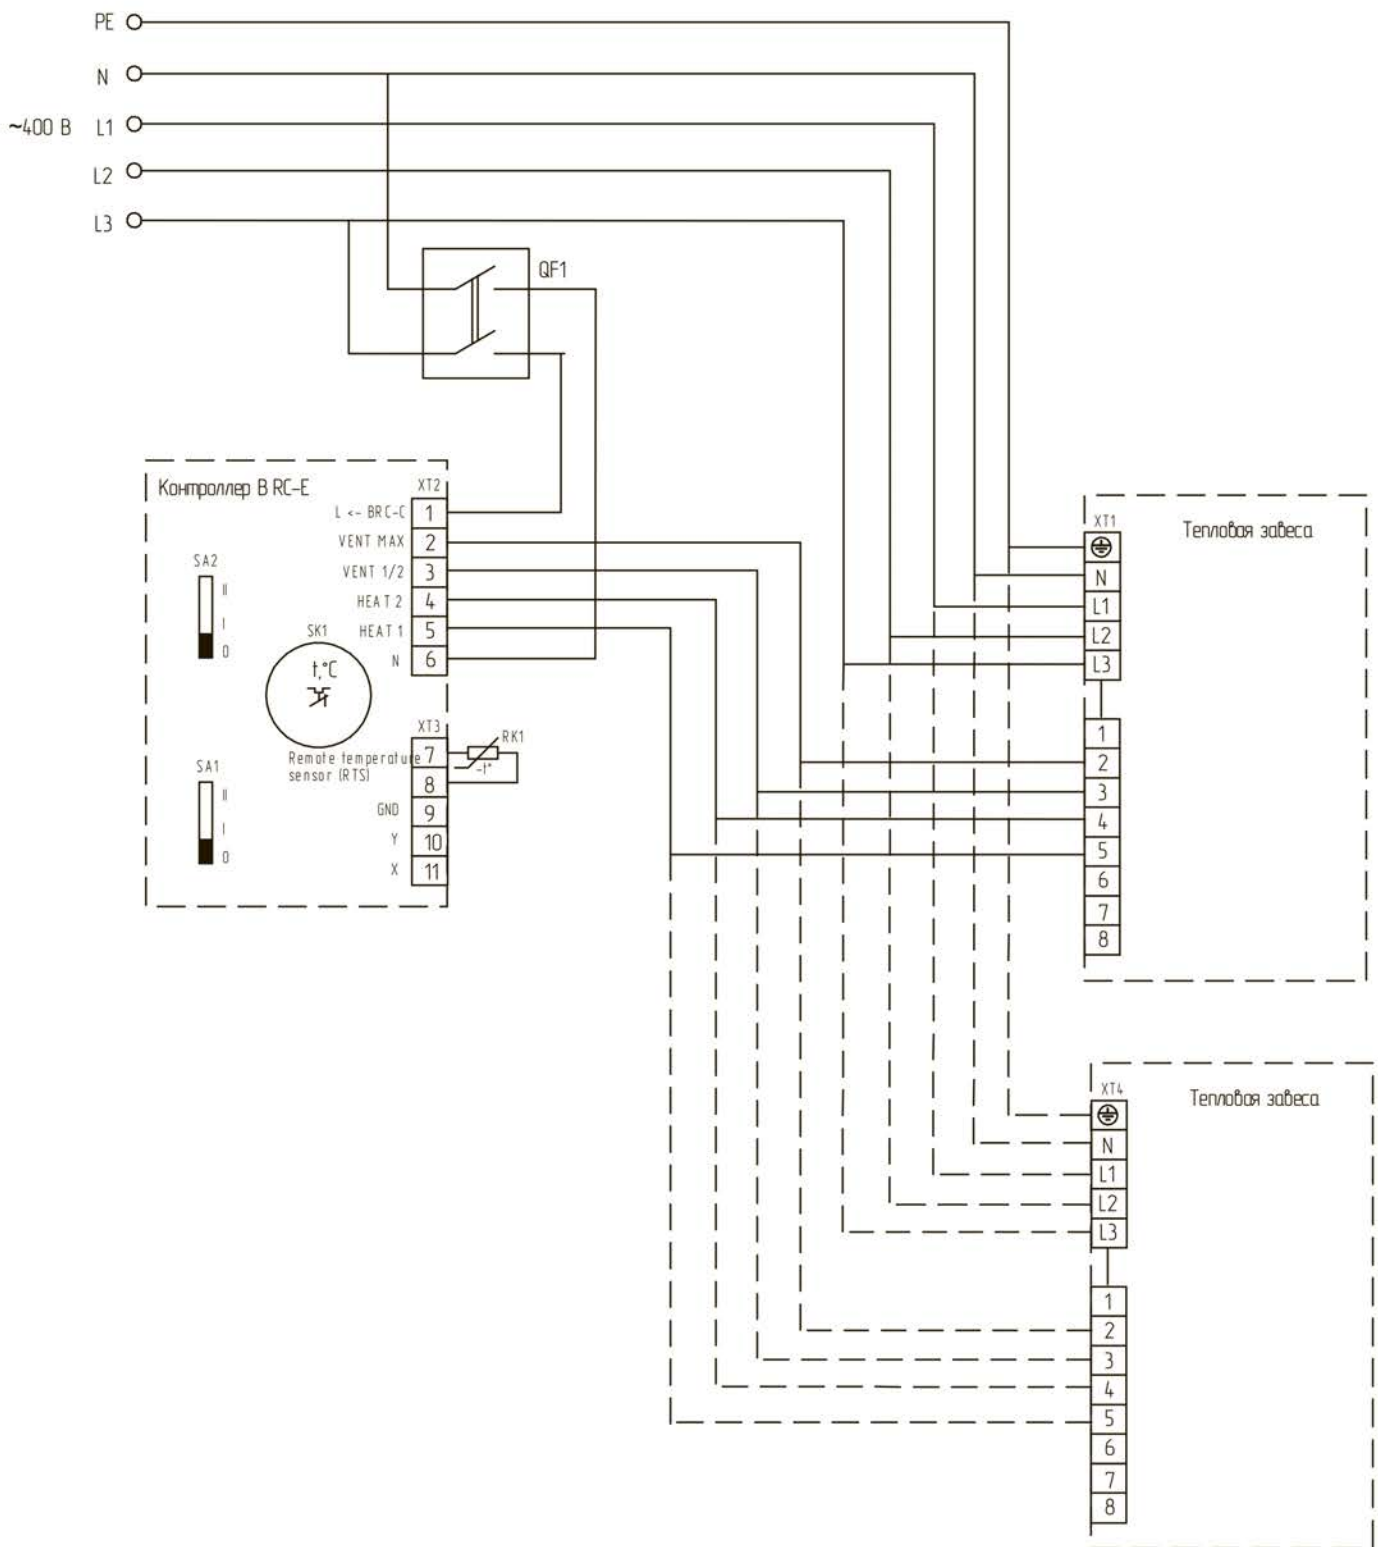 PE
N
~400 В L1
L2
L3
QF1
Контроллер B RC-E
XT2
L <- BRC-C 1
VENT MAX 2
VENT 1/2 3
HEAT 2 4
HEAT 1 5
N 6
SA2
II
I
0
SK1
t,°C
XT3
Remote temperature
sensor (RTS)
7
8
GND 9
Y 10
X 11
RK1
-t°
SA1
II
I
0
XT1
Тепловая завеса
N
L1
L2
L3
1
2
3
4
5
6
7
8
XT4
Тепловая завеса
N
L1
L2
L3
1
2
3
4
5
6
7
8